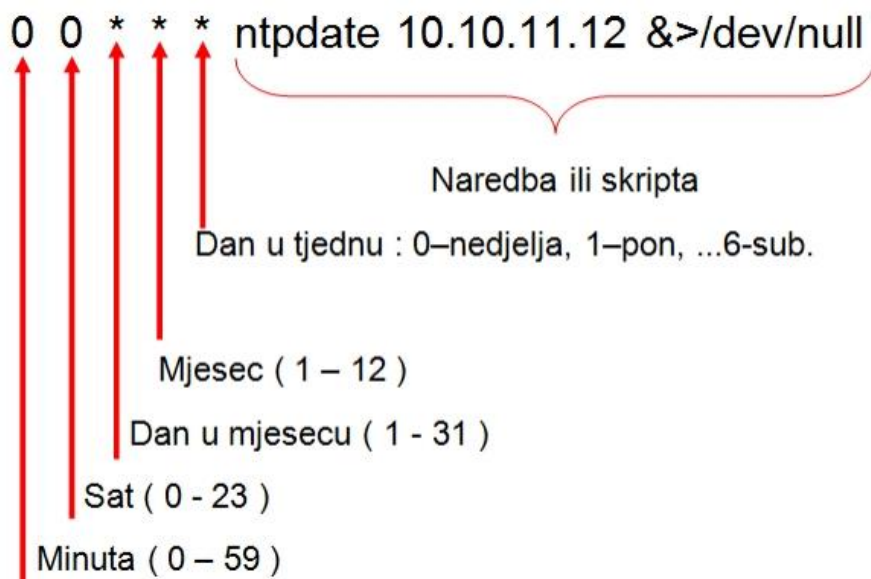 0 0 * * * ntpdate 10.10.11.12 &>/dev/null
Naredba ili skripta
Dan u tjednu : 0–nedjelja, 1–pon, ...6-sub.
Mjesec ( 1 – 12 )
Dan u mjesecu ( 1 - 31 )
Sat ( 0 - 23 )
Minuta ( 0 – 59 )